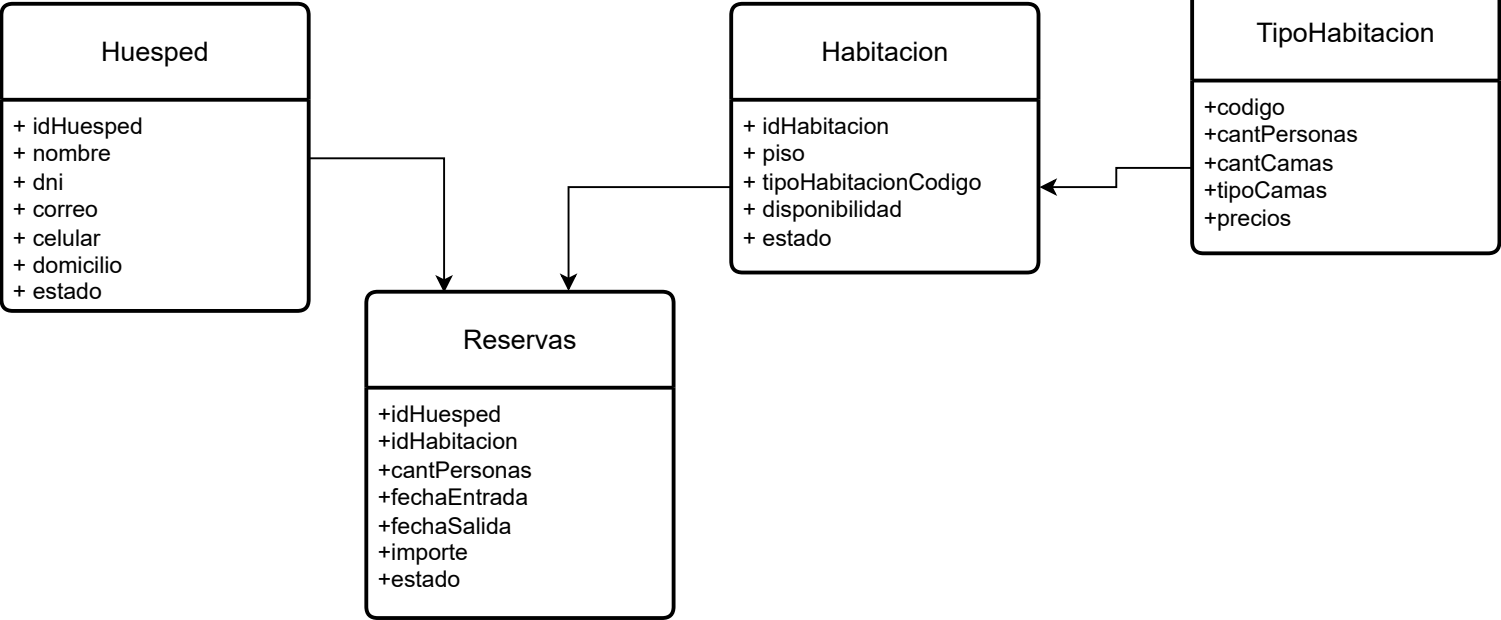 Huesped
+ idHuesped
+ nombre
+ dni
+ correo
+ celular
+ domicilio
+ estado
Habitacion
+ idHabitacion
+ piso
+ tipoHabitacionCodigo
+ disponibilidad
+ estado
TipoHabitacion
+codigo
+cantPersonas
+cantCamas
+tipoCamas
+precios
Reservas
+idHuesped
+idHabitacion
+cantPersonas
+fechaEntrada
+fechaSalida
+importe
+estado